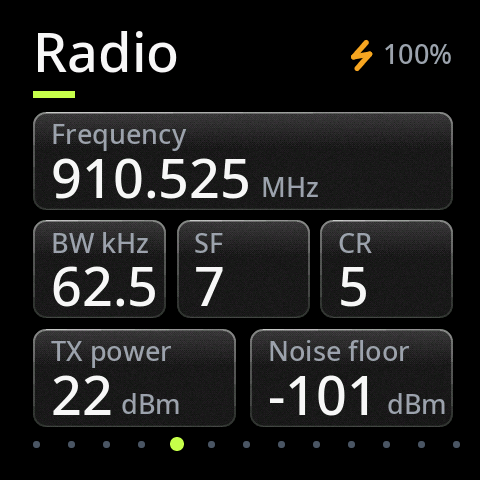 Radio
100%
Frequency
910.525 MHz
BW kHz
62.5
SF
7
CR
5
TX power
22 dBm
Noise floor
-101 dBm